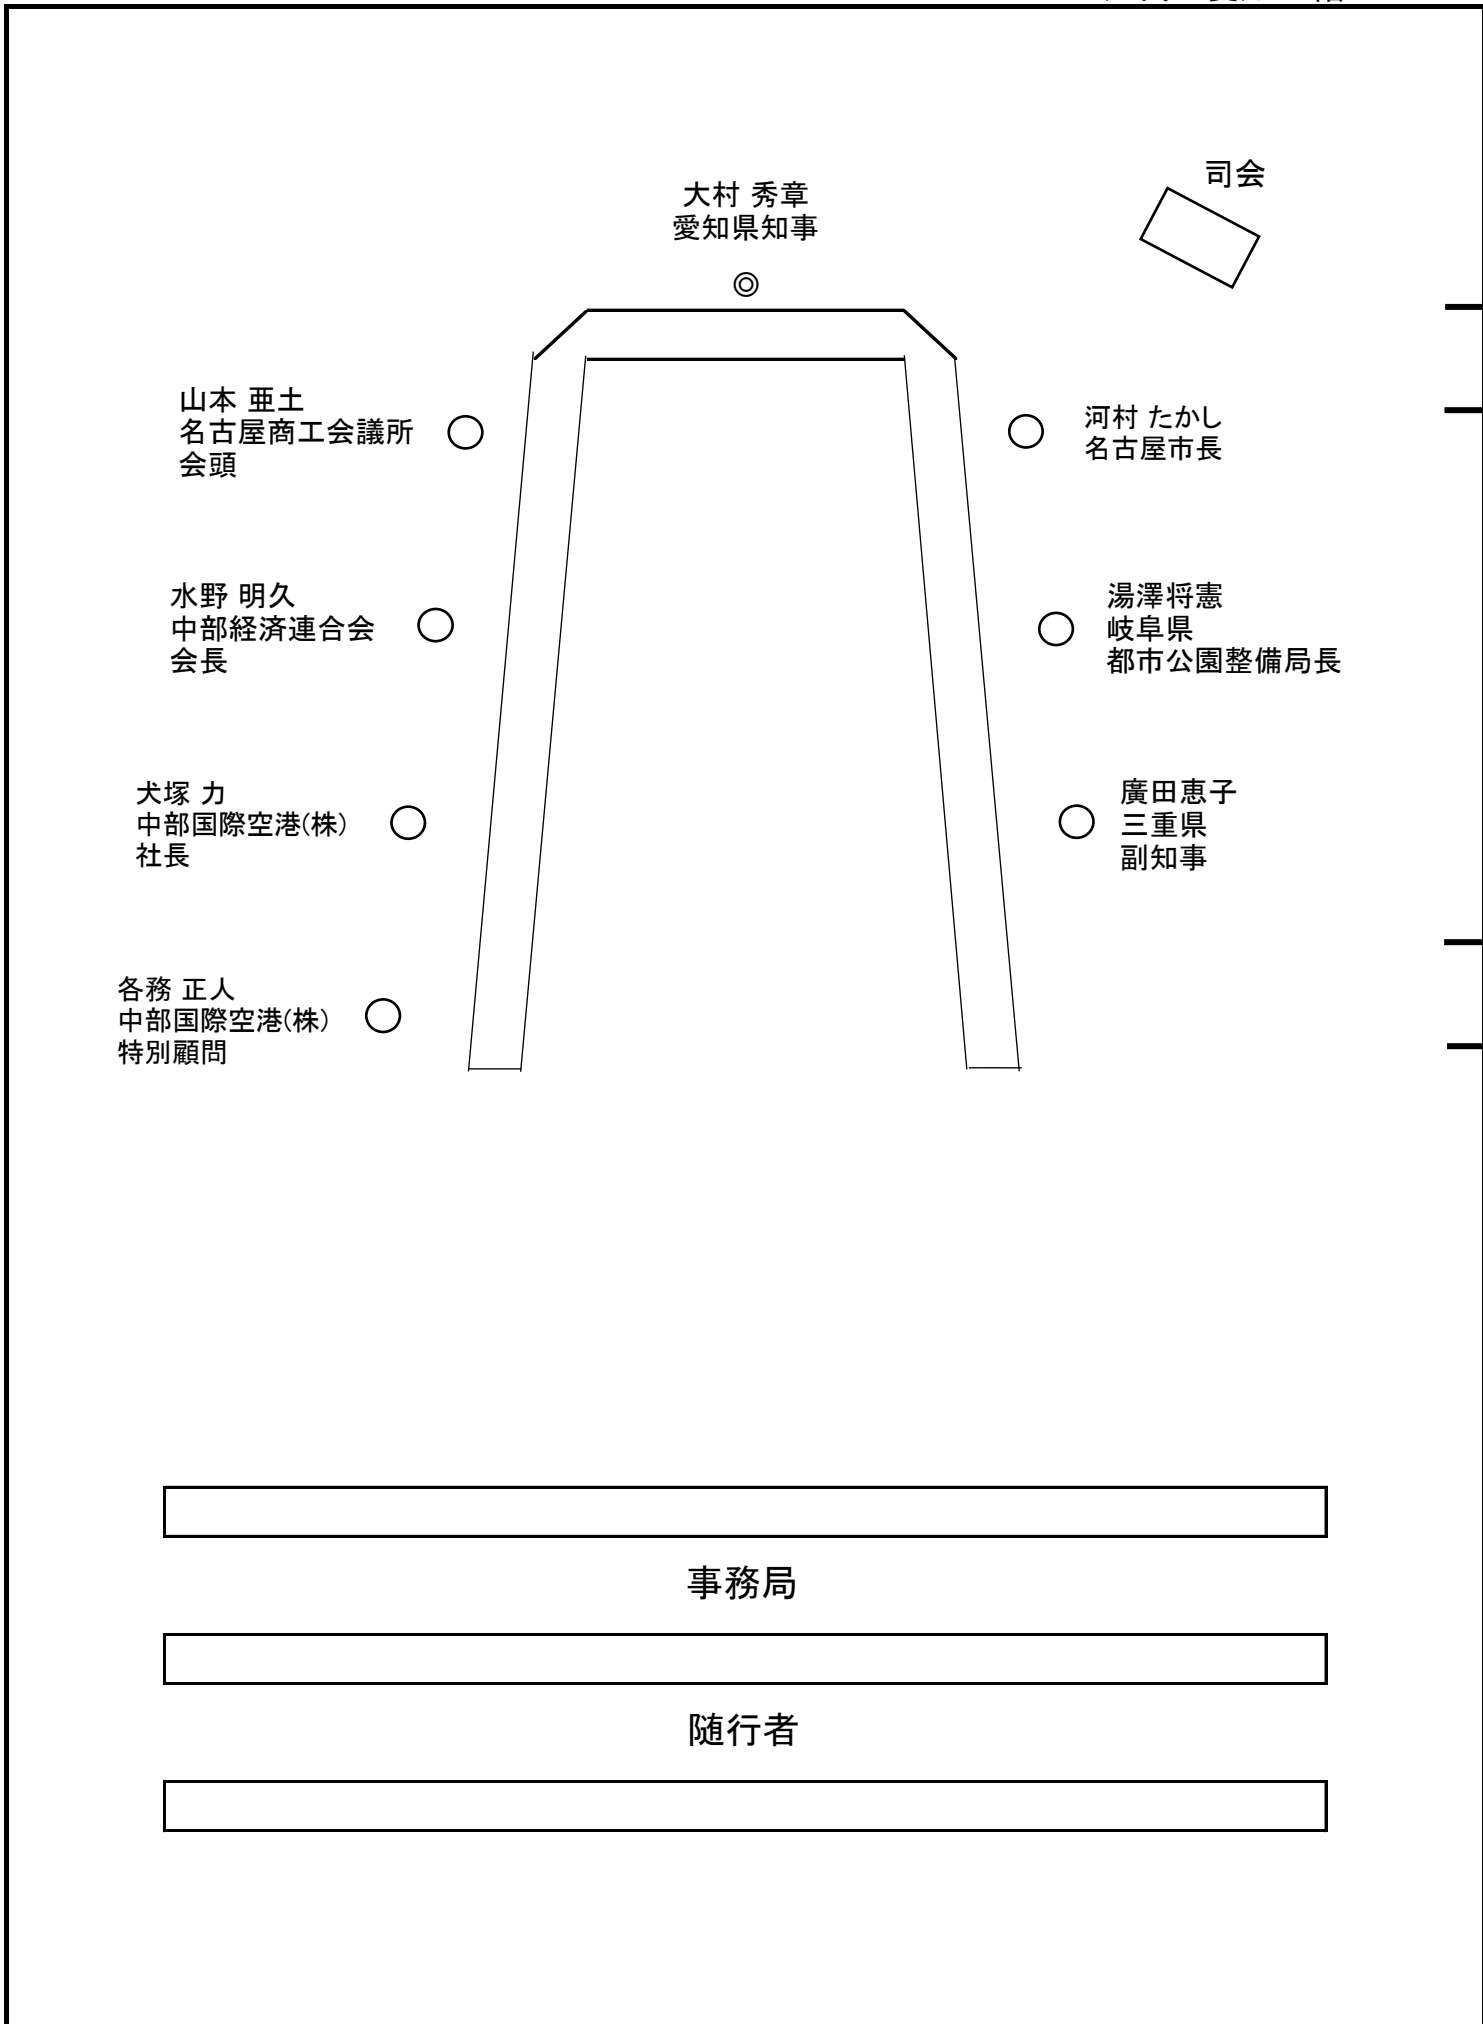 司会
大村 秀章
愛知県知事
山本 亜土
名古屋商工会議所
会頭
河村 たかし
名古屋市長
水野 明久
中部経済連合会
会長
湯澤将憲
岐阜県
都市公園整備局長
犬塚 力
中部国際空港(株)
社長
廣田恵子
三重県
副知事
各務 正人
中部国際空港(株)
特別顧問
事務局
随行者